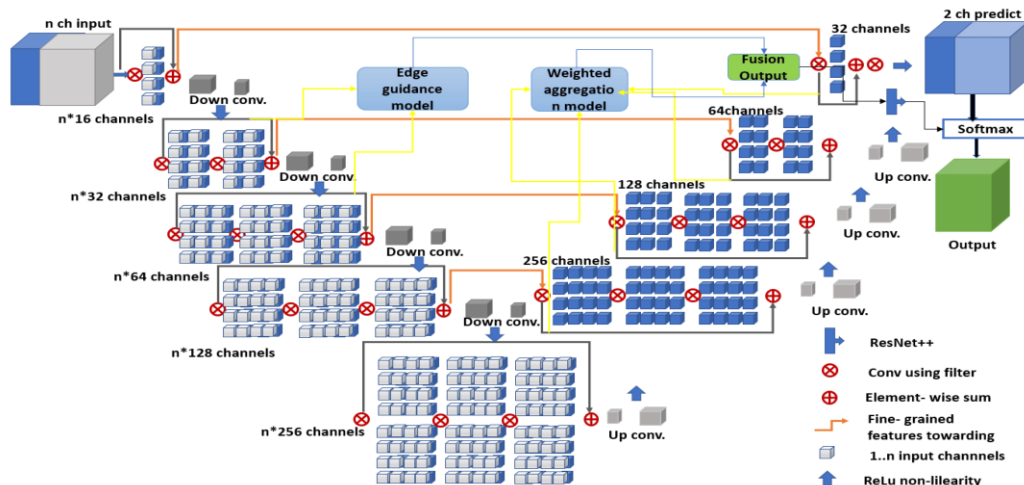 n ch input
32 channels
2 ch predict
Edge
guidance
model
Weighted
aggregatio
n model
Fusion
Output
Down conv.
n*16 channels
64channels
Softmax
Down conv.
Up conv.
n*32 channels
128 channels
Up conv.
Output
Down conv.
n*64 channels
256 channels
Down conv.
Up conv.
n*128 channels
ResNet++
Conv using filter
Element- wise sum
n*256 channels
Up conv.
Fine- grained
features towarding
1..n input channnels
ReLu non-lilearity